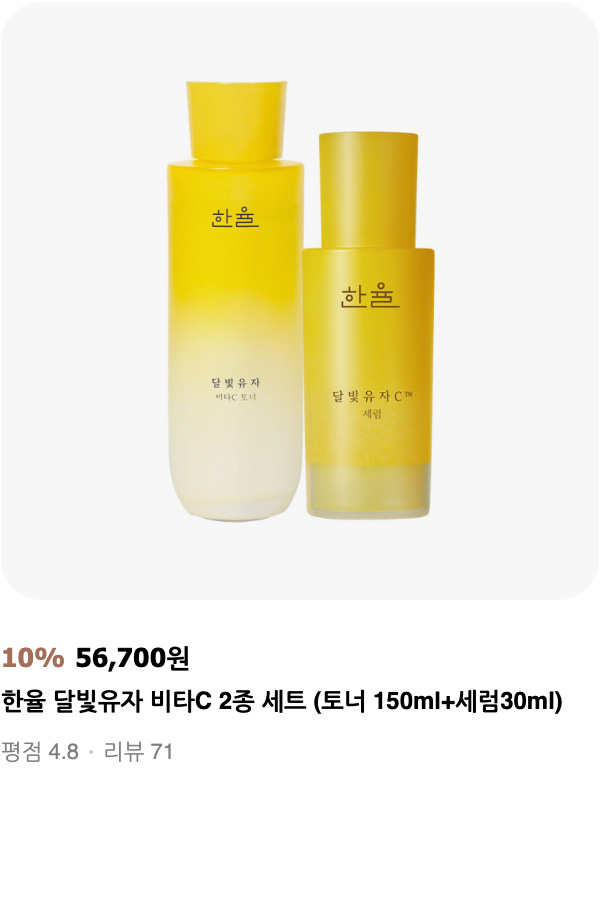 한율
달빛유자
비타C 토너
한율
달빛유자C™
세럼
10% 56,700원
한율 달빛유자 비타C 2종 세트 (토너 150ml+세럼30ml)
평점 4.8 • 리뷰 71